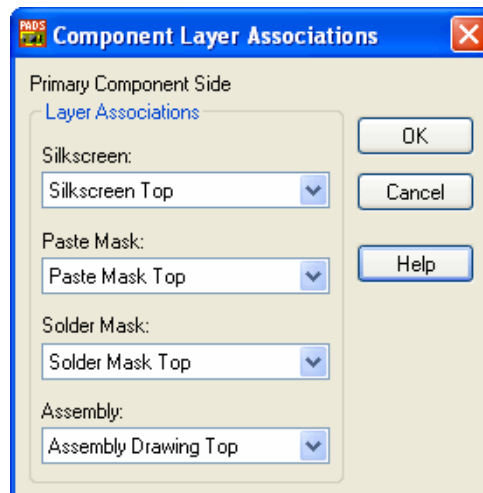 PADS
Component Layer Associations
Primary Component Side
Layer Associations
Silkscreen:
Silkscreen Top
Paste Mask:
Paste Mask Top
Solder Mask:
Solder Mask Top
Assembly:
Assembly Drawing Top
OK
Cancel
Help